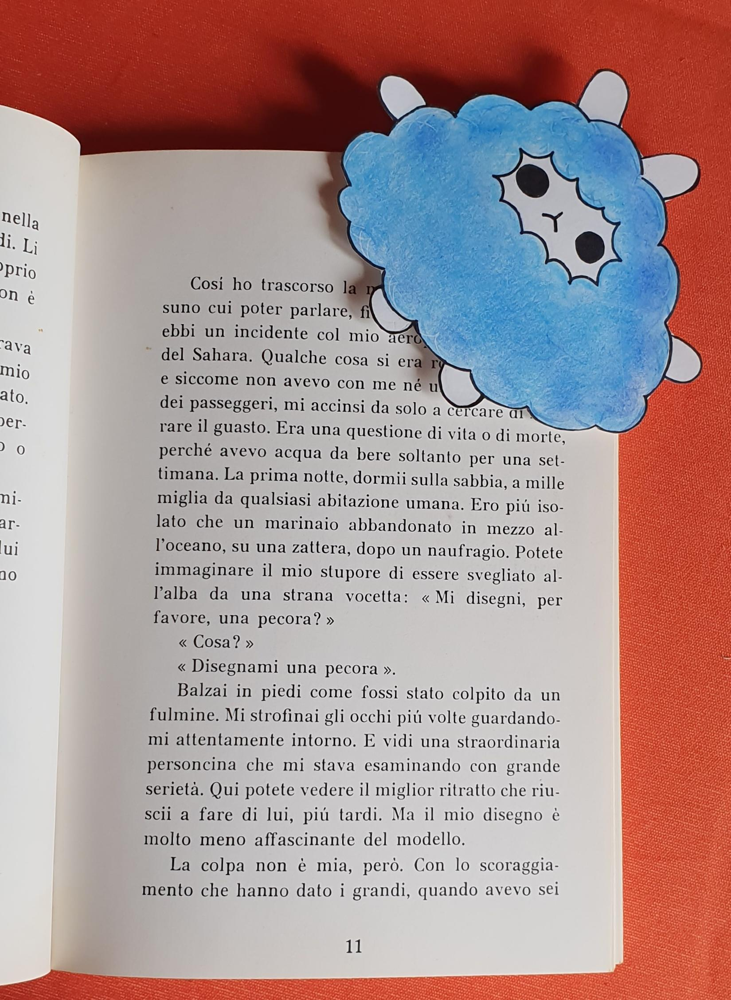 nella
Li
è
mio
o
lui
Cosí ho trascorso la
suno cui poter parlare,
ebbi un incidente col mio
del Sahara. Qualche cosa si era
e siccome non avevo con me né
dei passeggeri, mi accinsi da solo a cercare di
rare il guasto. Era una questione di vita o di morte,
perché avevo acqua da bere soltanto per una set-
timana. La prima notte, dormii sulla sabbia, a mille
miglia da qualsiasi abitazione umana. Ero piú iso-
lato che un marinaio abbandonato in mezzo al-
l'oceano, su una zattera, dopo un naufragio. Potete
immaginare il mio stupore di essere svegliato al-
l'alba da una strana vocetta: « Mi disegni, per
favore, una pecora? »
« Cosa? »
« Disegnami una pecora ».
Balzai in piedi come fossi stato colpito da un
fulmine. Mi strofinai gli occhi piú volte guardando-
mi attentamente intorno. E vidi una straordinaria
personcina che mi stava esaminando con grande
serietà. Qui potete vedere il miglior ritratto che riu-
scii a fare di lui, piú tardi. Ma il mio disegno è
molto meno affascinante del modello.
La colpa non è mia, però. Con lo scoraggia-
mento che hanno dato i grandi, quando avevo sei
11